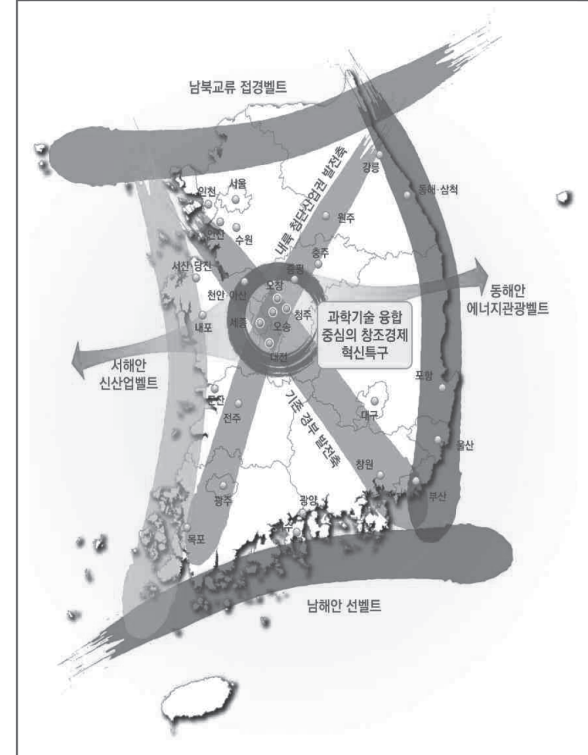 남북교류 접경벨트
내륙 첨단산업권 발전축
강릉
동해·삼척
인천
서울
원주
안산
수원
충주
서산·당진
증평
천안·아산
오창
동해안
에너지관광벨트
내포
세종
청주
오송
과학기술 융합
중심의 창조경제
혁신특구
대전
서해안
신산업벨트
기존 경부 발전축
포항
군산
전주
대구
울산
창원
광주
광양
부산
목포
남해안 선벨트